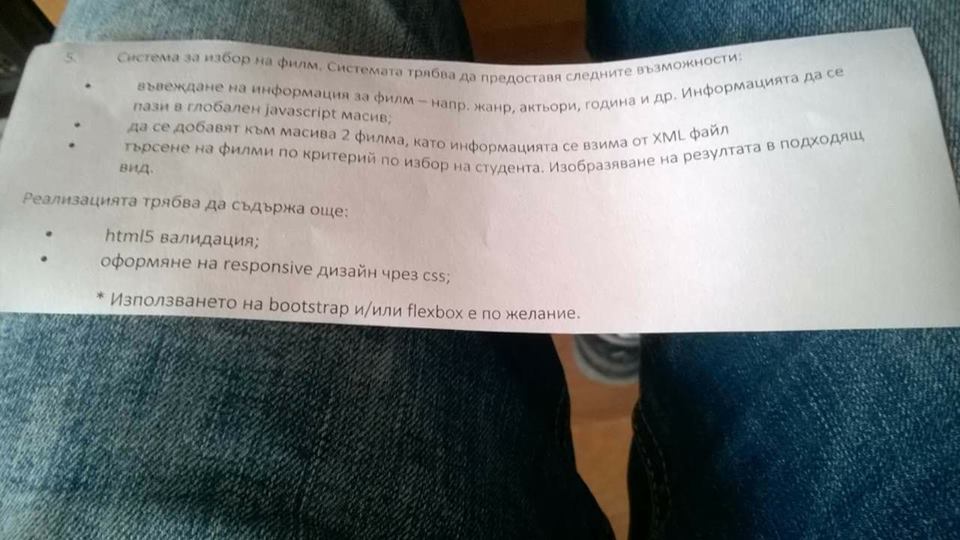 5. Система за избор на филм. Системата трябва да предоставя следните възможности:
• въвеждане на информация за филм – напр. жанр, актьори, година и др. Информацията да се
пази в глобален javascript масив;
• да се добавят към масива 2 филма, като информацията се взима от XML файл
• търсене на филми по критерий по избор на студента. Изобразяване на резултата в подходящ
вид.
Реализацията трябва да съдържа още:
• html5 валидация;
• оформяне на responsive дизайн чрез css;
* Използването на bootstrap и/или flexbox е по желание.